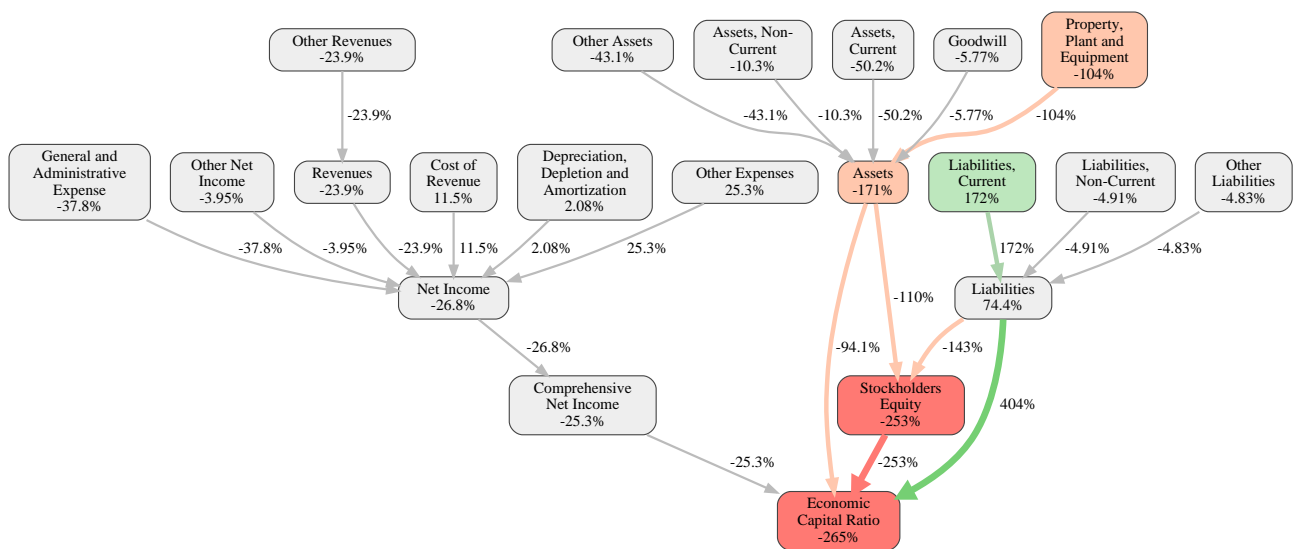 Other Revenues
-23.9%
Other Assets
-43.1%
Assets, Non-
Current
-10.3%
Assets,
Current
-50.2%
Goodwill
-5.77%
Property,
Plant and
Equipment
-104%
-23.9%
-43.1%
-10.3%
-50.2%
-5.77%
-104%
General and
Administrative
Expense
-37.8%
Other Net
Income
-3.95%
Revenues
-23.9%
Cost of
Revenue
11.5%
Depreciation,
Depletion and
Amortization
2.08%
Other Expenses
25.3%
Assets
-171%
Liabilities,
Current
172%
Liabilities,
Non-Current
-4.91%
Other
Liabilities
-4.83%
-37.8%
-3.95%
-23.9%
11.5%
2.08%
25.3%
172%
-4.91%
-4.83%
Net Income
-26.8%
Liabilities
74.4%
-110%
-26.8%
-94.1%
-143%
Comprehensive
Net Income
-25.3%
Stockholders
Equity
-253%
404%
-25.3%
-253%
Economic
Capital Ratio
-265%